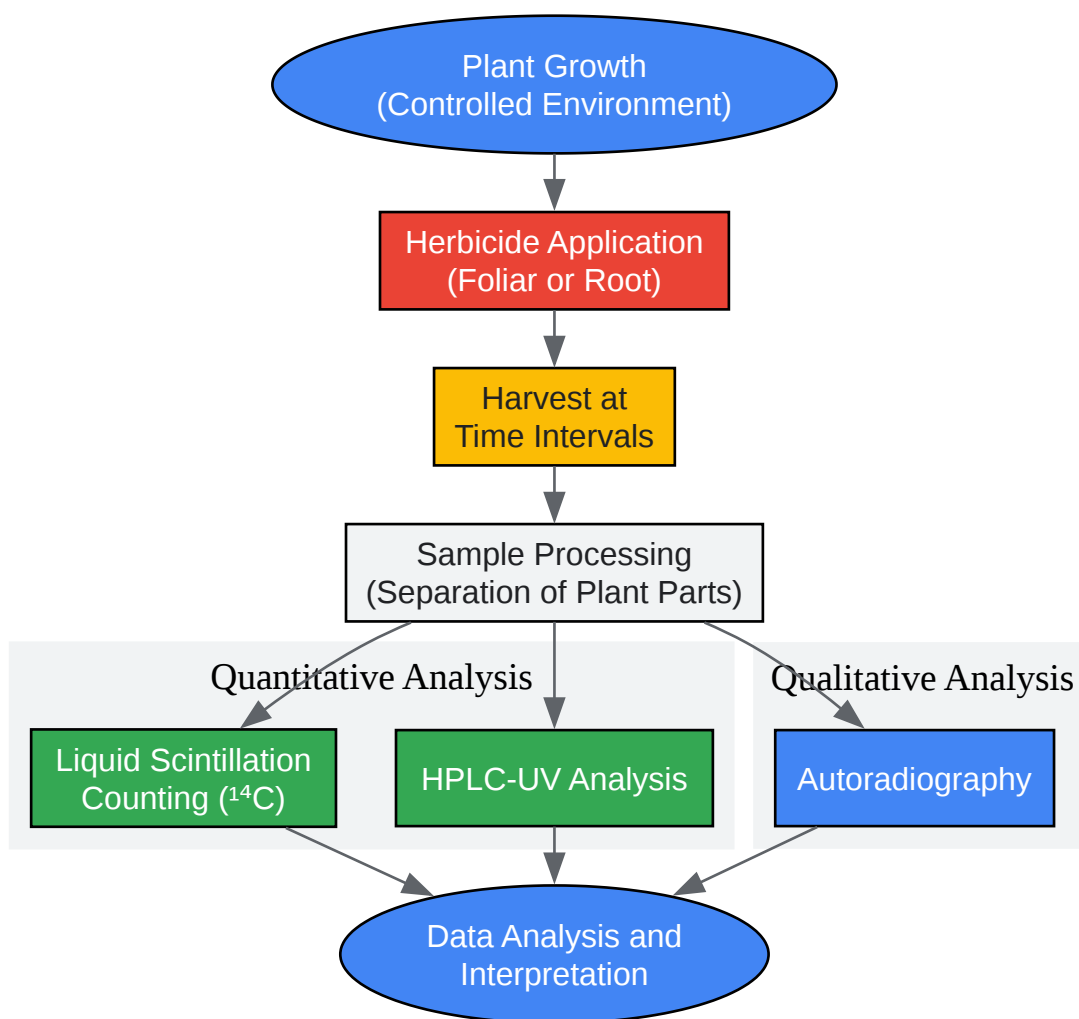 Plant Growth
(Controlled Environment)
Herbicide Application
(Foliar or Root)
Harvest at
Time Intervals
Sample Processing
(Separation of Plant Parts)
Quantitative Analysis
Qualitative Analysis
Liquid Scintillation
Counting (¹⁴C)
HPLC-UV Analysis
Autoradiography
Data Analysis and
Interpretation